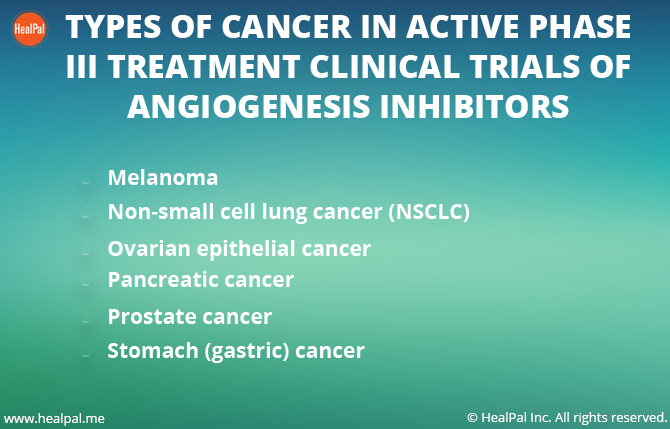 HealPal
TYPES OF CANCER IN ACTIVE PHASE
III TREATMENT CLINICAL TRIALS OF
ANGIOGENESIS INHIBITORS
Melanoma
Non-small cell lung cancer (NSCLC)
Ovarian epithelial cancer
Pancreatic cancer
Prostate cancer
Stomach (gastric) cancer
www.healpal.me
© HealPal Inc. All rights reserved.